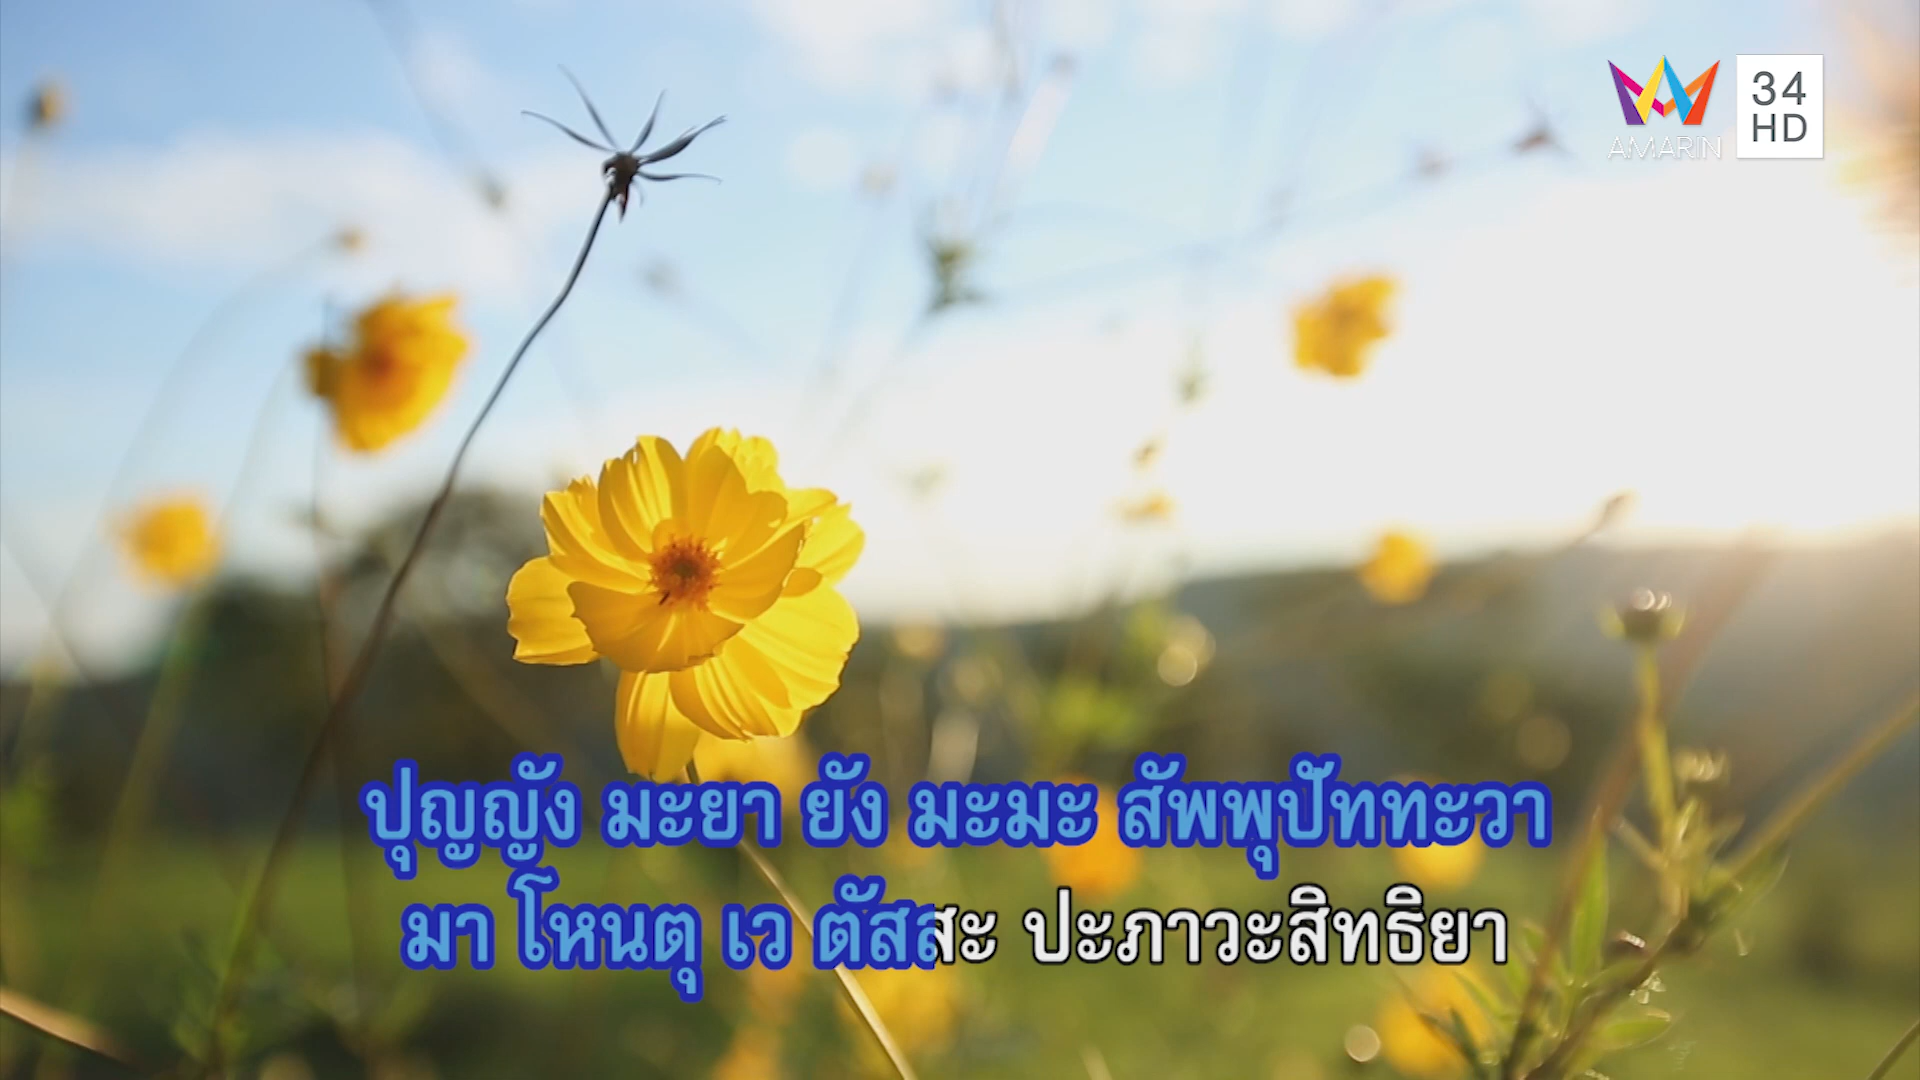 AMARIN
34
HD
ปุญญัง มะยา ยัง มะมะ สัพพุปัททะวา
มา โหนตุ เว ตัสสะ ปะภาวะสิทธิยา